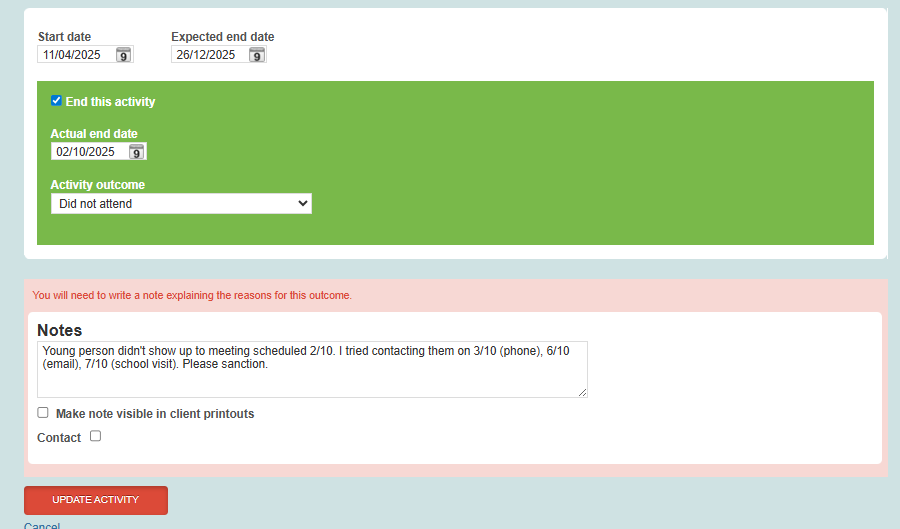 Start date Expected end date
11/04/2025 9 26/12/2025 9
End this activity
Actual end date
02/10/2025 9
Activity outcome
Did not attend
You will need to write a note explaining the reasons for this outcome.
Notes
Young person didn't show up to meeting scheduled 2/10. I tried contacting them on 3/10 (phone), 6/10
(email), 7/10 (school visit). Please sanction.
Make note visible in client printouts
Contact
UPDATE ACTIVITY
Cancel